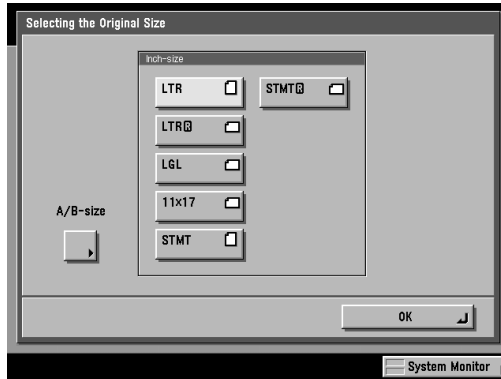 Selecting the Original Size
Inch-size
LTR
STMTR
LTRR
LGL
11x17
STMT
A/B-size
OK
System Monitor